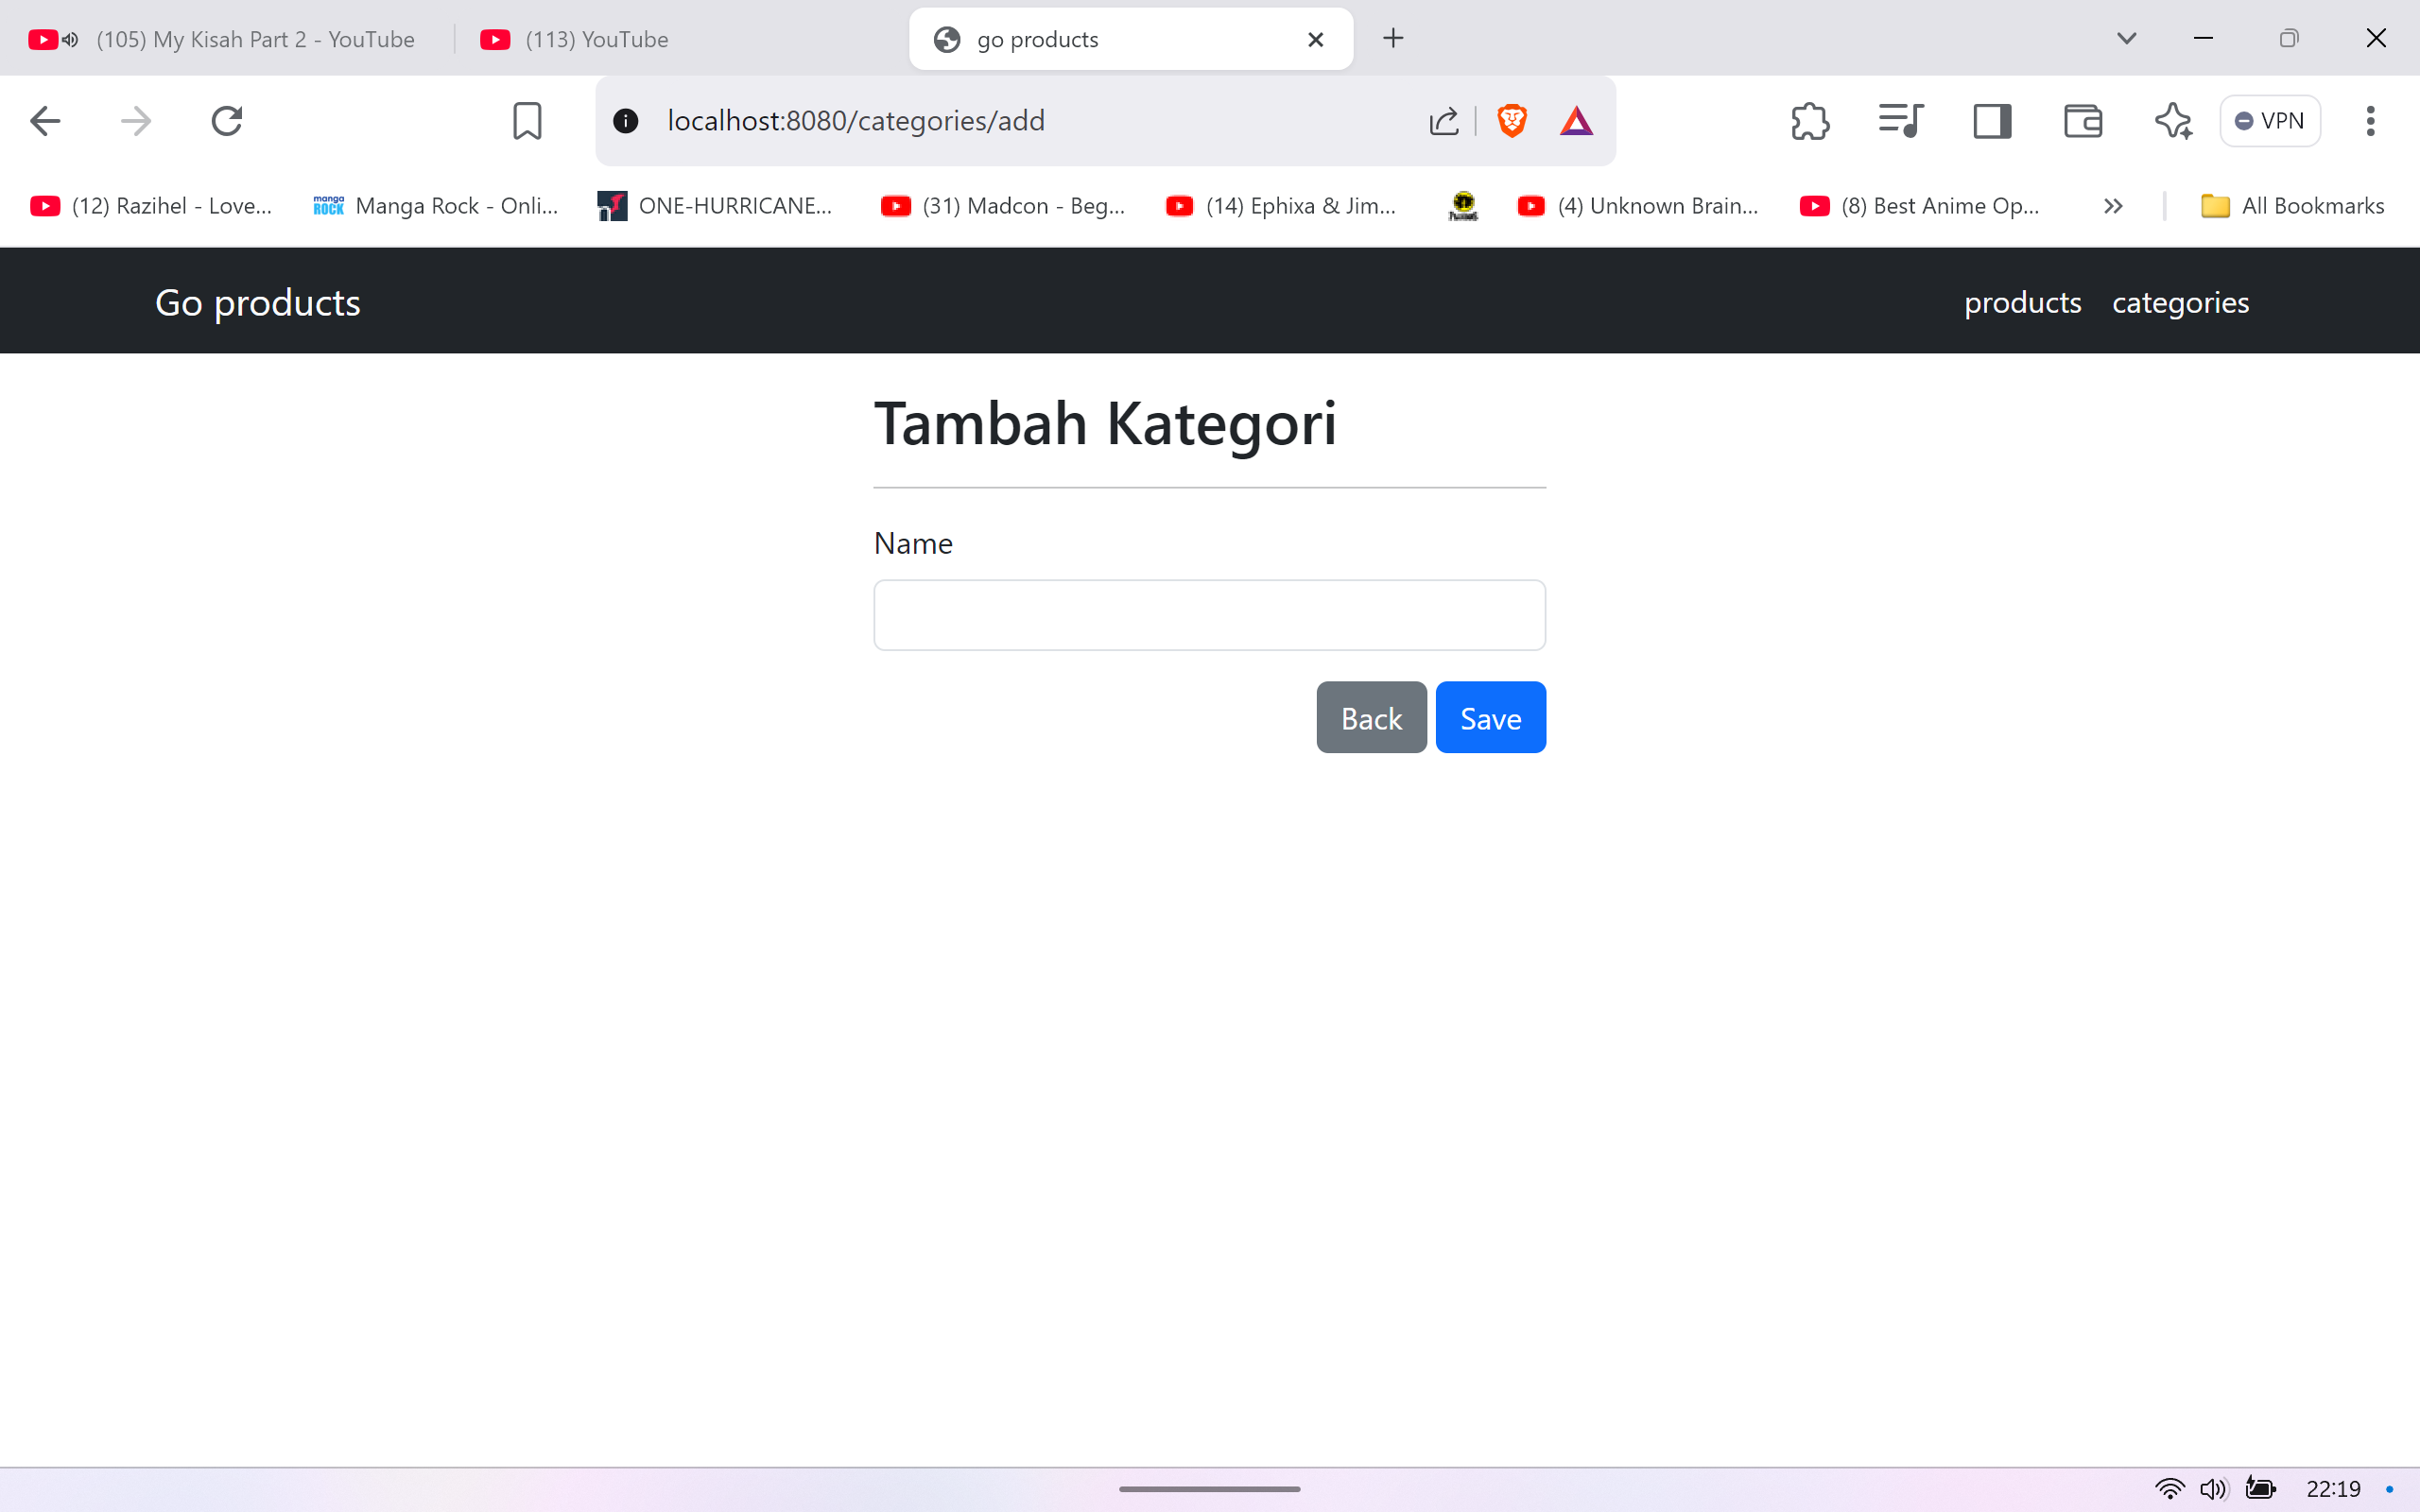 (105) My Kisah Part 2 - YouTube
(113) YouTube
go products
localhost:8080/categories/add
VPN
(12) Razihel - Love...
manga ROCK
Manga Rock - Onli...
ONE-HURRICANE...
(31) Madcon - Beg...
(14) Ephixa & Jim...
(4) Unknown Brain...
(8) Best Anime Op...
All Bookmarks
Go products
products
categories
Tambah Kategori
Name
Back
Save
22:19